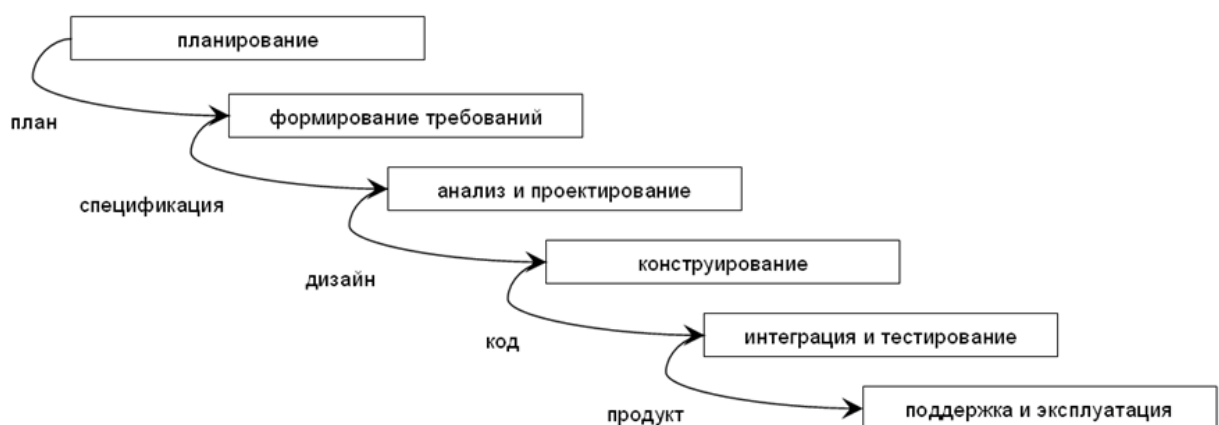 планирование
план
формирование требований
спецификация
анализ и проектирование
дизайн
конструирование
код
интеграция и тестирование
продукт
поддержка и эксплуатация